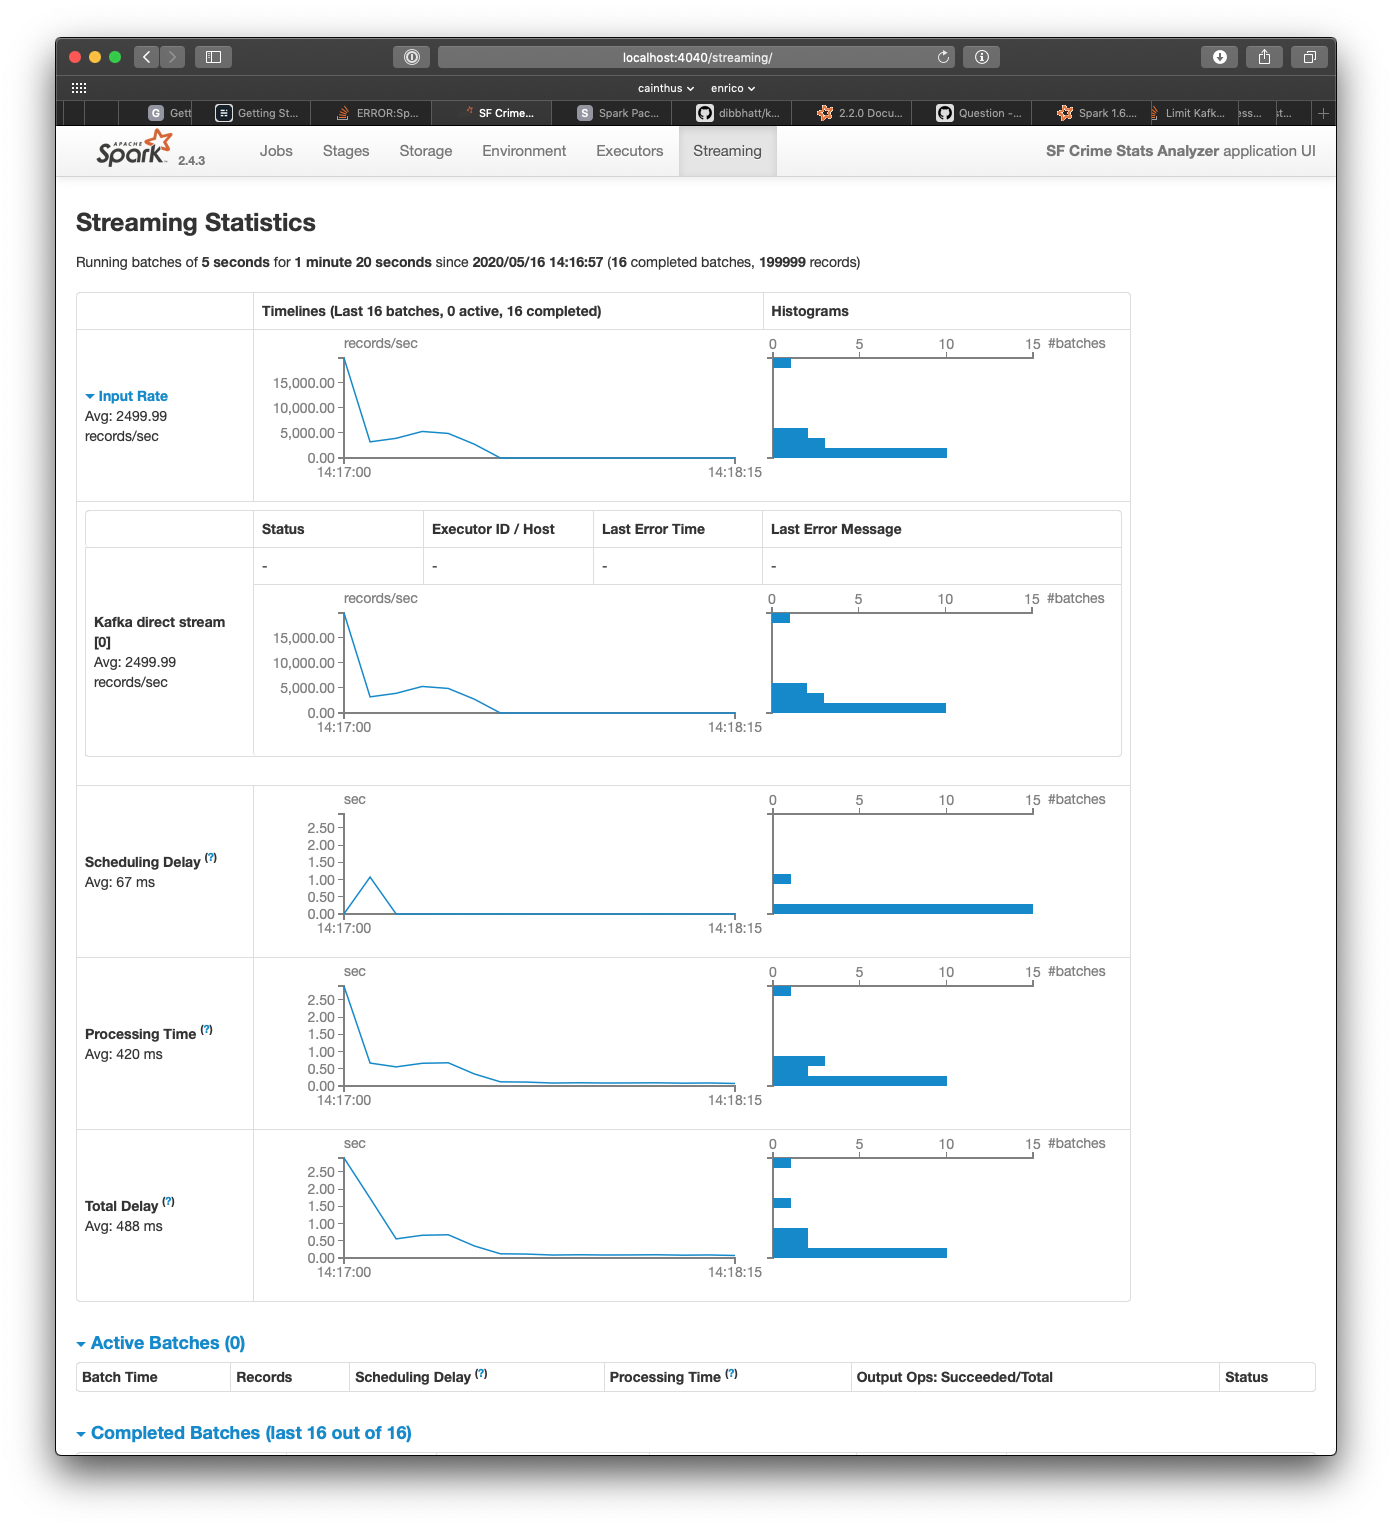 localhost:4040/streaming/
cainthus enrico
G Gett
Getting St...
ERROR:Sp...
SF Crime...
S Spark Pac...
dibbhatt/k...
2.2.0 Docu...
Question -...
Spark 1.6....
Limit Kafk...
ess...
st...
APACHE
Spark 2.4.3 Jobs Stages Storage Environment Executors Streaming SF Crime Stats Analyzer application UI
Streaming Statistics
Running batches of 5 seconds for 1 minute 20 seconds since 2020/05/16 14:16:57 (16 completed batches, 199999 records)
Timelines (Last 16 batches, 0 active, 16 completed) Histograms
Input Rate
Avg: 2499.99
records/sec
records/sec
15,000.00
10,000.00
5,000.00
0.00
14:17:00 14:18:15
0 5 10 15 #batches
Status Executor ID / Host Last Error Time Last Error Message
- - - -
Kafka direct stream
[0]
Avg: 2499.99
records/sec
records/sec
15,000.00
10,000.00
5,000.00
0.00
14:17:00 14:18:15
0 5 10 15 #batches
Scheduling Delay (?)
Avg: 67 ms
sec
2.50
2.00
1.50
1.00
0.50
0.00
14:17:00 14:18:15
0 5 10 15 #batches
Processing Time (?)
Avg: 420 ms
sec
2.50
2.00
1.50
1.00
0.50
0.00
14:17:00 14:18:15
0 5 10 15 #batches
Total Delay (?)
Avg: 488 ms
sec
2.50
2.00
1.50
1.00
0.50
0.00
14:17:00 14:18:15
0 5 10 15 #batches
Active Batches (0)
Batch Time Records Scheduling Delay (?) Processing Time (?) Output Ops: Succeeded/Total Status
Completed Batches (last 16 out of 16)